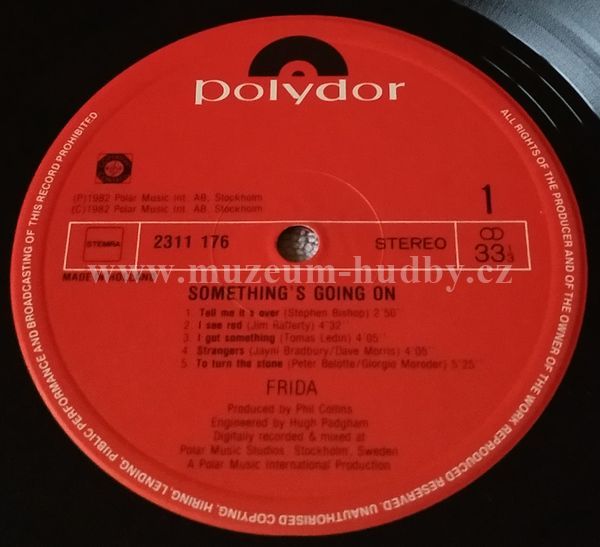 polydor
(P)1982 Polar Music Int. AB, Stockholm
(C)1982 Polar Music Int. AB, Stockholm
1
STEMRA
2311 176
STEREO
33 1/3
MADE IN HOLLAND
www.muzeum-hudby.cz
SOMETHING'S GOING ON
1. Tell me it's over (Stephen Bishop) 2'50''
2. I see red (Jim Rafferty) 4'32''
3. I got something (Tomas Ledin) 4'05''
4. Strangers (Jayni Bradbury/Dave Morris) 4'05''
5. To turn the stone (Peter Belotte/Giorgio Moroder) 5'25''
FRIDA
Produced by Phil Collins
Engineered by Hugh Padgham
Digitally recorded & mixed at
Polar Music Studios, Stockholm, Sweden
A Polar Music International Production
ALL RIGHTS OF THE PRODUCER AND OF THE OWNER OF THE WORK REPRODUCED RESERVED. UNAUTHORISED COPYING, HIRING, LENDING, PUBLIC PERFORMANCE AND BROADCASTING OF THIS RECORD PROHIBITED